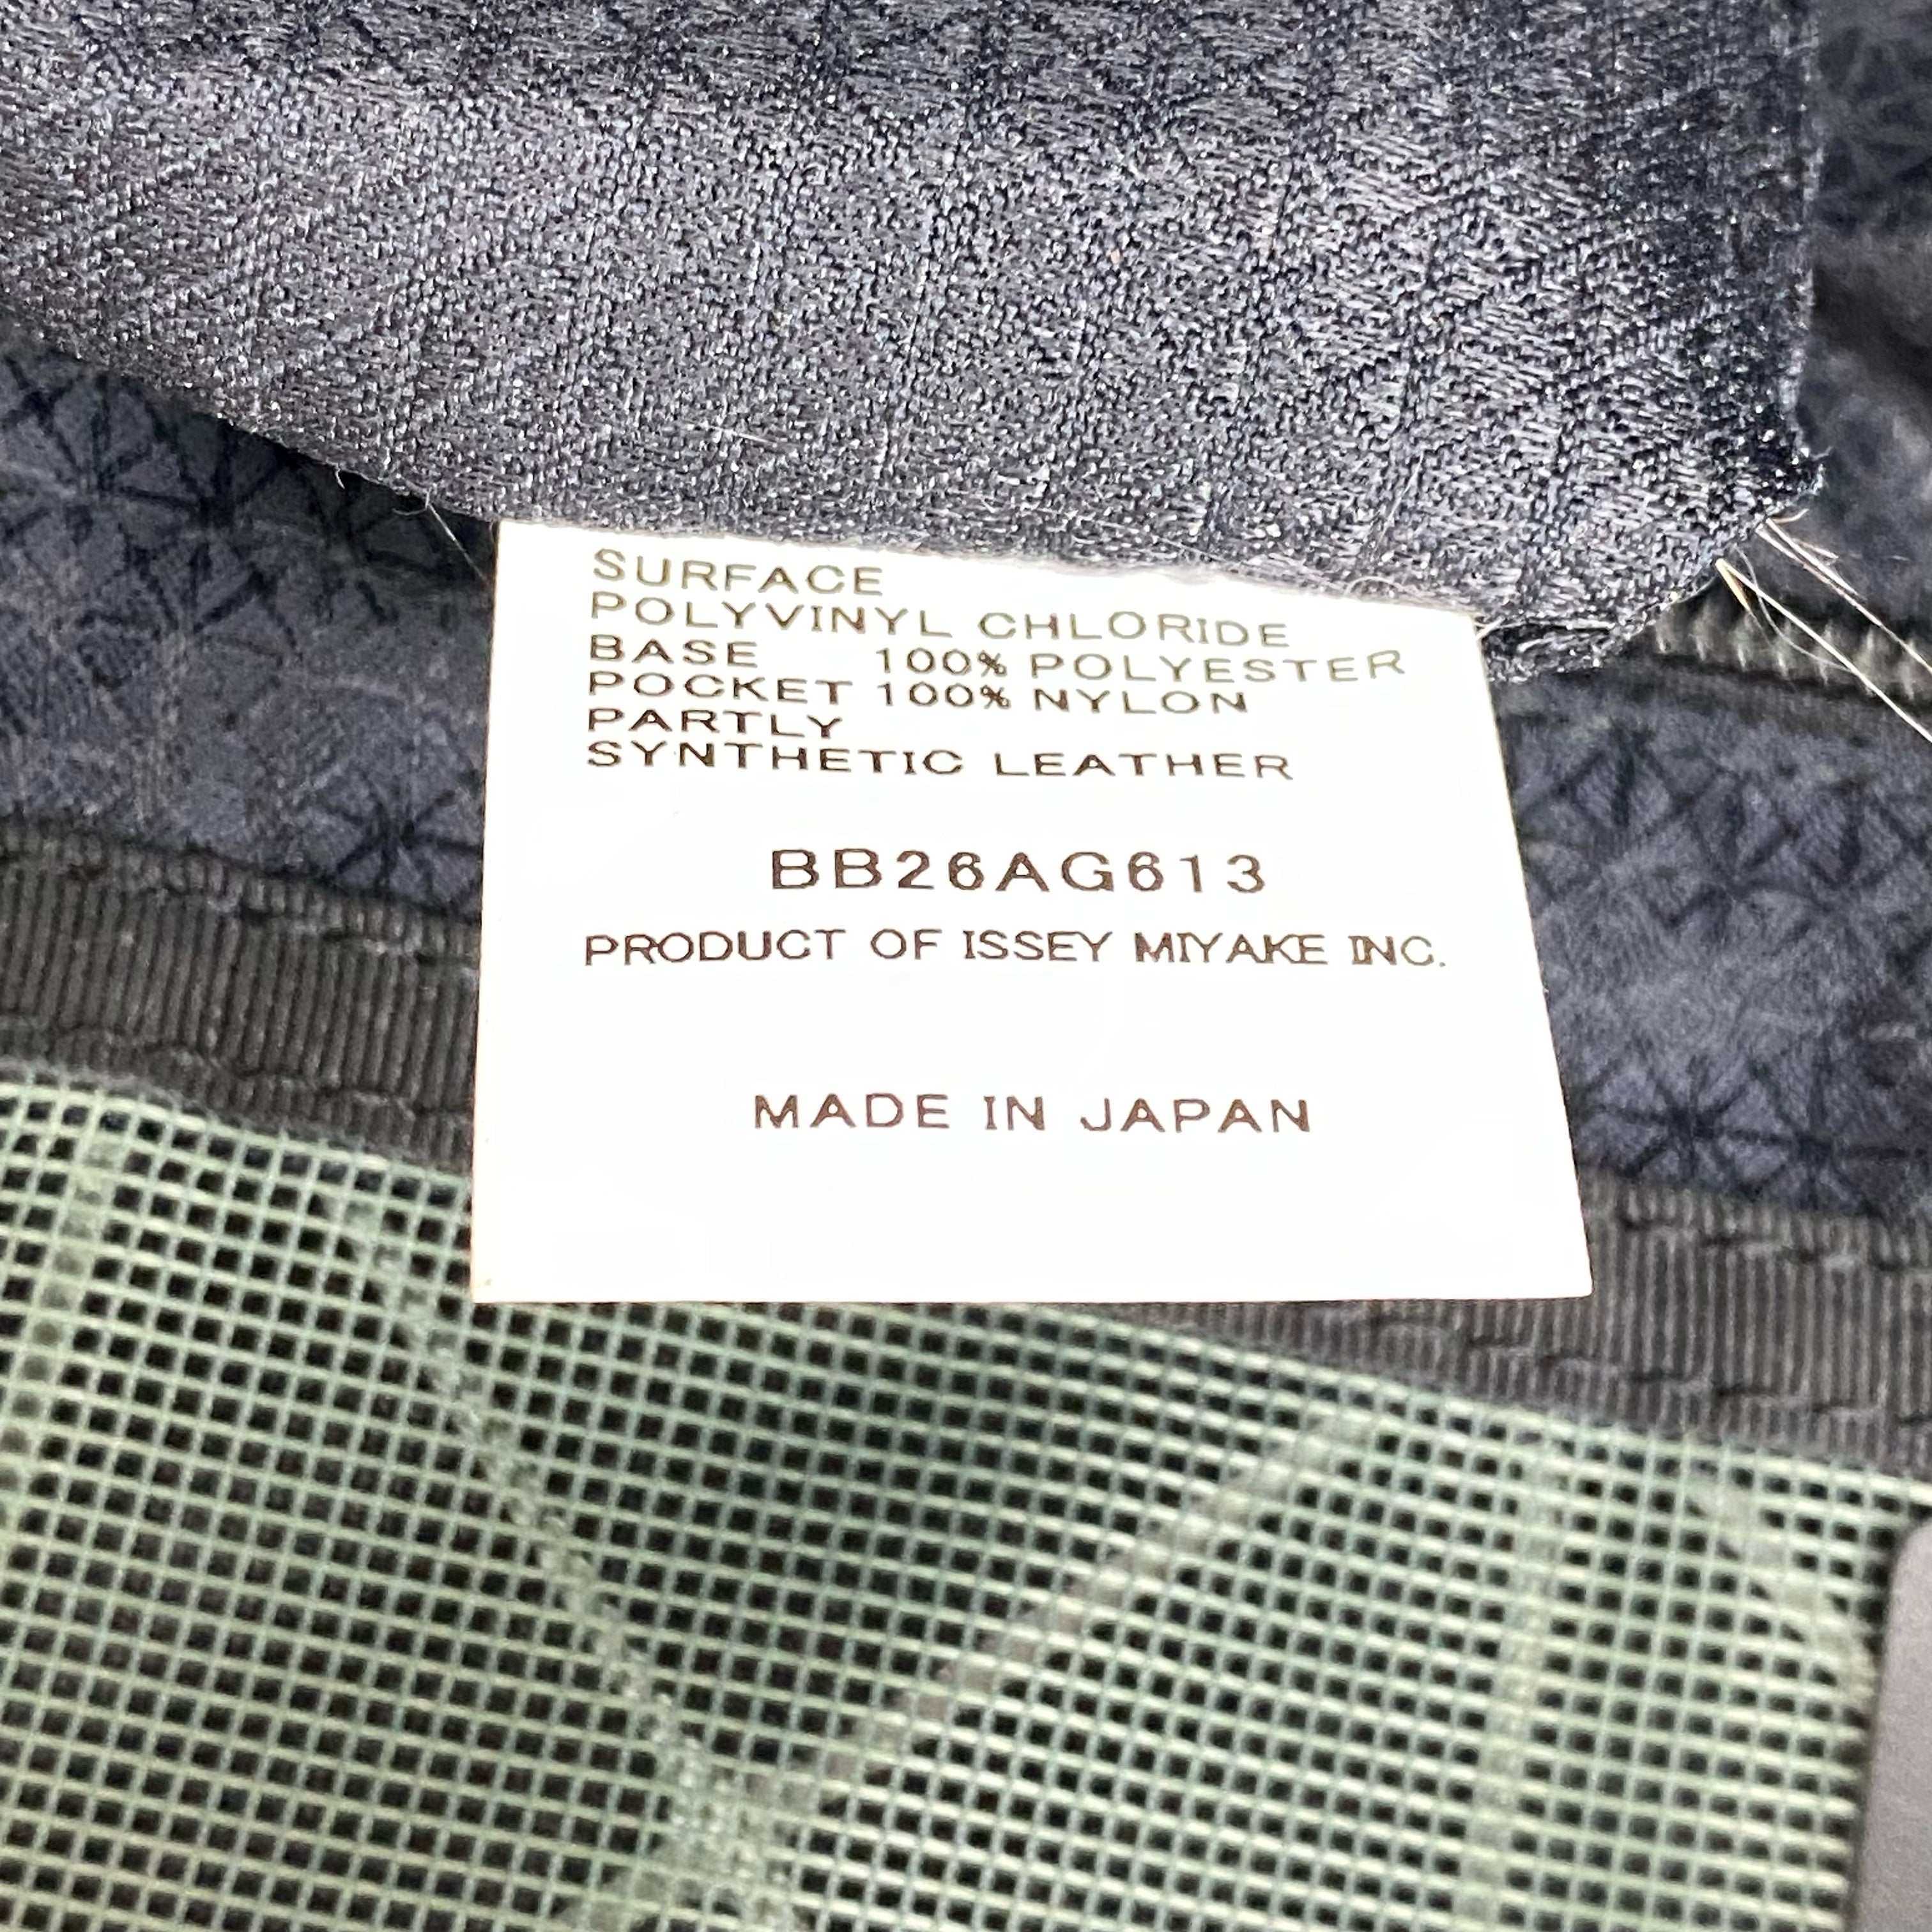 SURFACE
POLYVINYL CHLORIDE
BASE 100% POLYESTER
POCKET 100% NYLON
PARTLY
SYNTHETIC LEATHER
BB26AG613
PRODUCT OF ISSEY MIYAKE INC.
MADE IN JAPAN